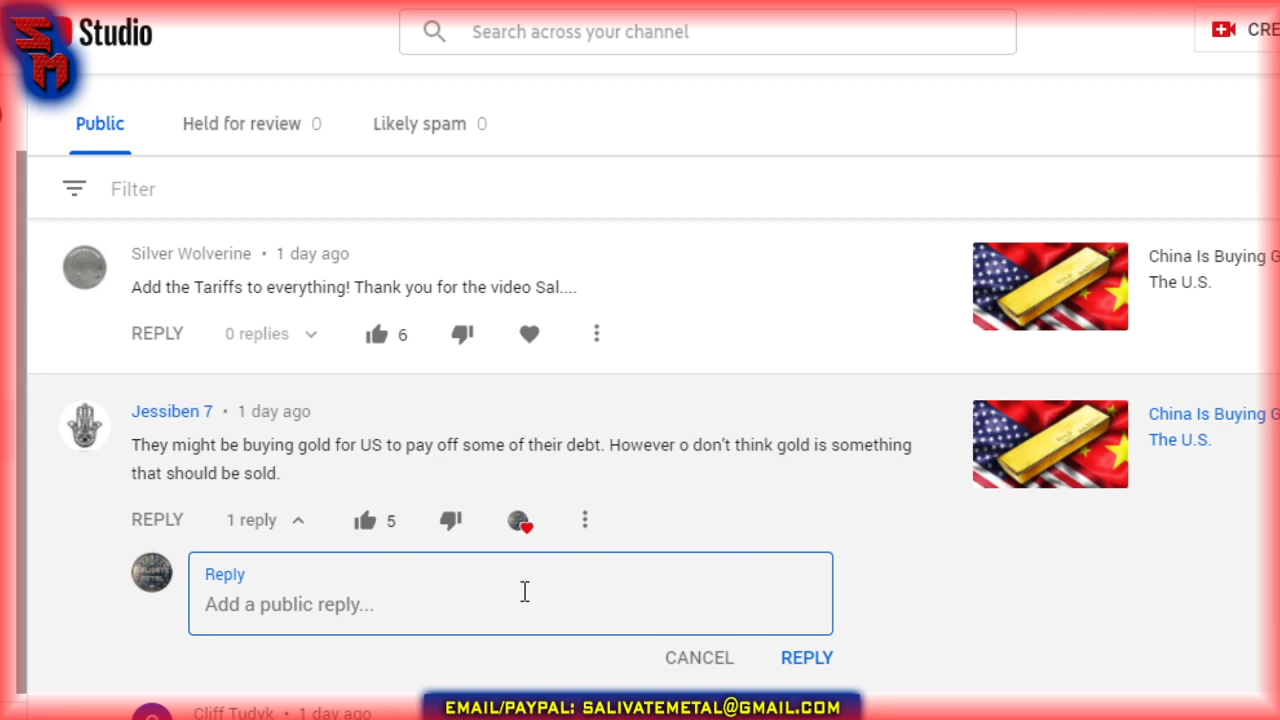 SM
Studio
Search across your channel
CRE
Public
Held for review 0
Likely spam 0
Filter
Silver Wolverine • 1 day ago
Add the Tariffs to everything! Thank you for the video Sal....
REPLY 0 replies 6
China Is Buying G
The U.S.
Jessiben 7 • 1 day ago
They might be buying gold for US to pay off some of their debt. However o don't think gold is something
that should be sold.
REPLY 1 reply 5
China Is Buying G
The U.S.
Reply
Add a public reply...
CANCEL REPLY
Cliff Tudyk • 1 day ago
EMAIL/PAYPAL: SALIVATEMETAL@GMAIL.COM